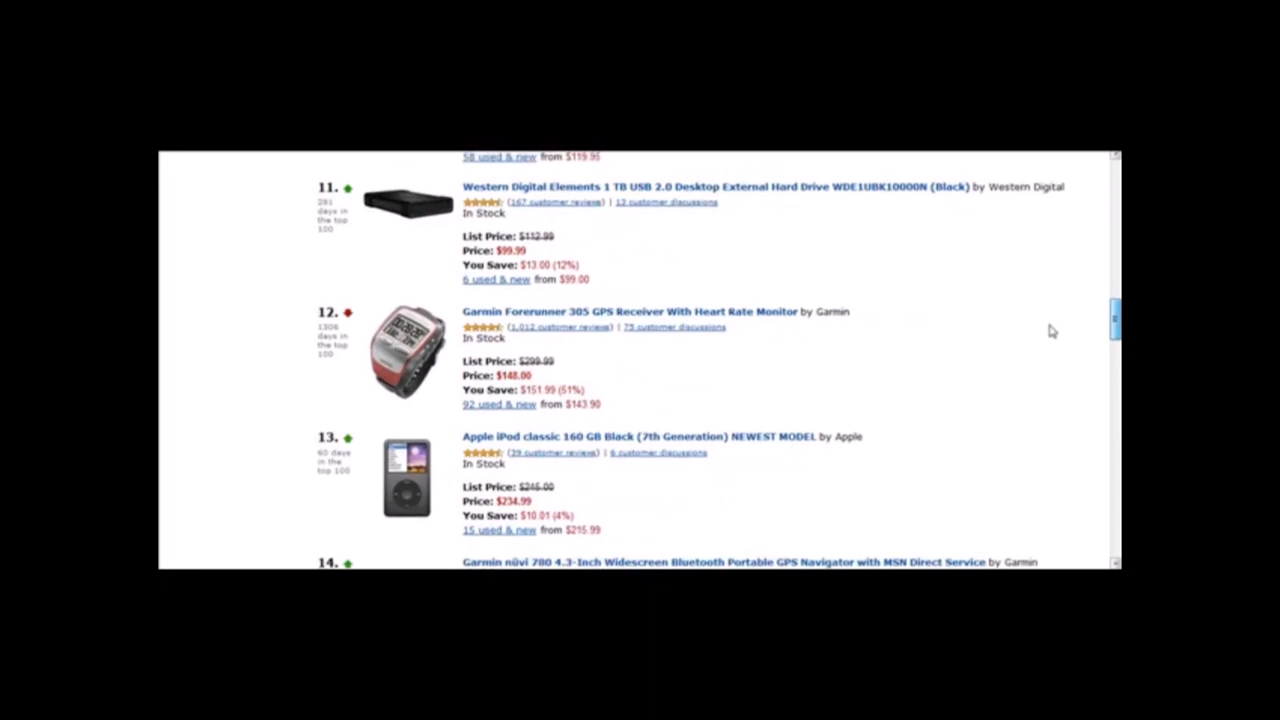 58 used & new from $119.95
11.
281 days in the top 100
Western Digital Elements 1 TB USB 2.0 Desktop External Hard Drive WDE1UBK10000N (Black) by Western Digital
(167 customer reviews) | 12 customer discussions
In Stock
List Price: $112.99
Price: $99.99
You Save: $13.00 (12%)
6 used & new from $99.00
12.
1306 days in the top 100
Garmin Forerunner 305 GPS Receiver With Heart Rate Monitor by Garmin
(1,012 customer reviews) | 75 customer discussions
In Stock
List Price: $299.99
Price: $148.00
You Save: $151.99 (51%)
92 used & new from $143.90
13.
60 days in the top 100
Apple iPod classic 160 GB Black (7th Generation) NEWEST MODEL by Apple
(39 customer reviews) | 6 customer discussions
In Stock
List Price: $245.00
Price: $234.99
You Save: $10.01 (4%)
15 used & new from $215.99
14.
Garmin nüvi 780 4.3-Inch Widescreen Bluetooth Portable GPS Navigator with MSN Direct Service by Garmin